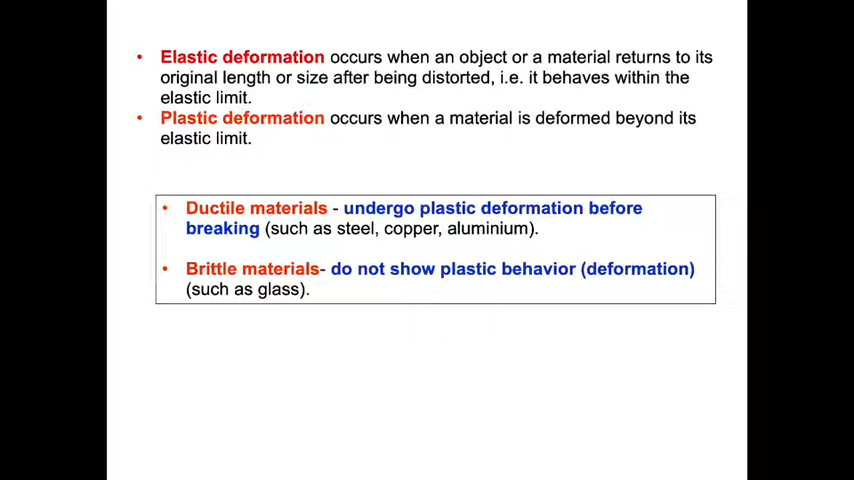 • Elastic deformation occurs when an object or a material returns to its
original length or size after being distorted, i.e. it behaves within the
elastic limit.
• Plastic deformation occurs when a material is deformed beyond its
elastic limit.
• Ductile materials - undergo plastic deformation before
breaking (such as steel, copper, aluminium).
• Brittle materials- do not show plastic behavior (deformation)
(such as glass).